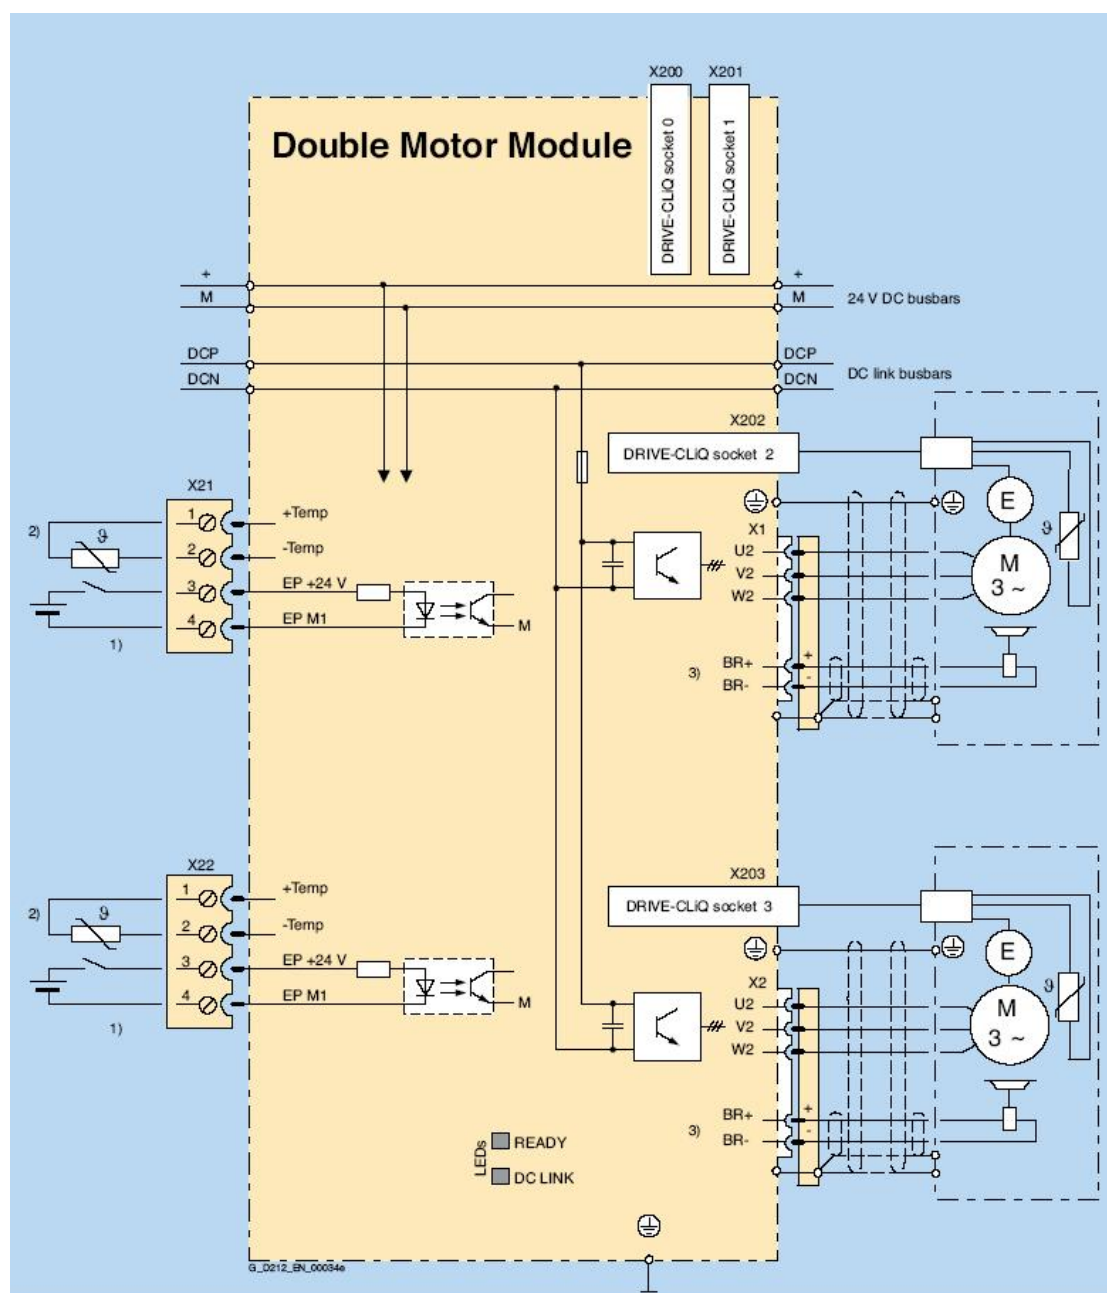 X200 X201
Double Motor Module
DRIVE-CLiQ socket 0
DRIVE-CLiQ socket 1
+ +
M M 24 V DC busbars
DCP DCP
DCN DCN DC link busbars
X202
DRIVE-CLiQ socket 2
X21
1 +Temp
2) ϑ
2 -Temp
3 EP +24 V
4 EP M1 M
1)
X1
U2
V2
W2
E
ϑ
M
3 ~
3) BR+ +
BR- -
X22
1 +Temp
2) ϑ
2 -Temp
3 EP +24 V
4 EP M1 M
1)
X203
DRIVE-CLiQ socket 3
X2
U2
V2
W2
E
ϑ
M
3 ~
3) BR+ +
BR- -
LEDs
READY
DC LINK
G_D212_EN_00034e